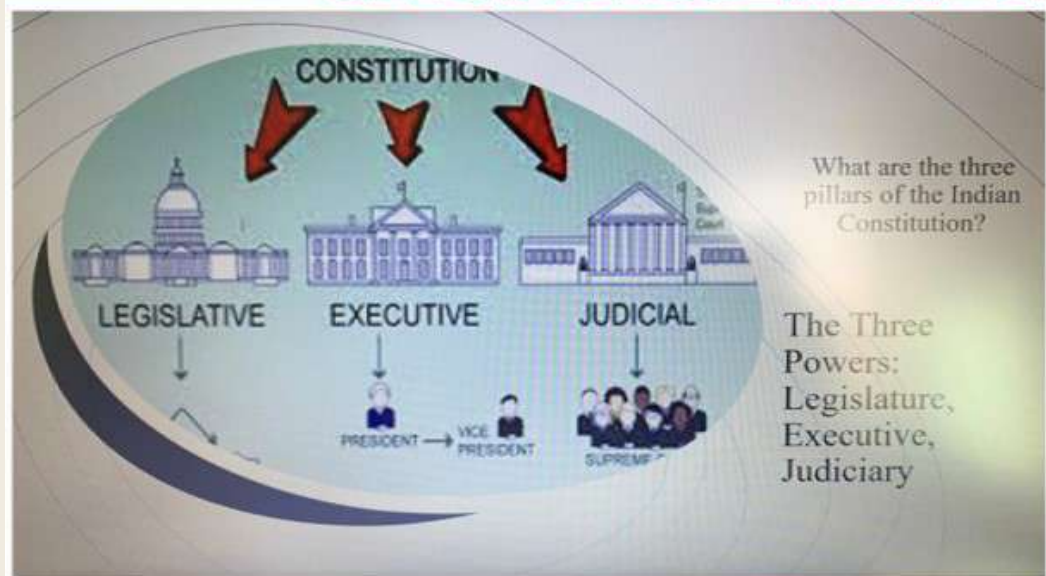 CONSTITUTION
LEGISLATIVE
EXECUTIVE
JUDICIAL
PRESIDENT
VICE
PRESIDENT
SUPREME
What are the three
pillars of the Indian
Constitution?
The Three
Powers:
Legislature,
Executive,
Judiciary